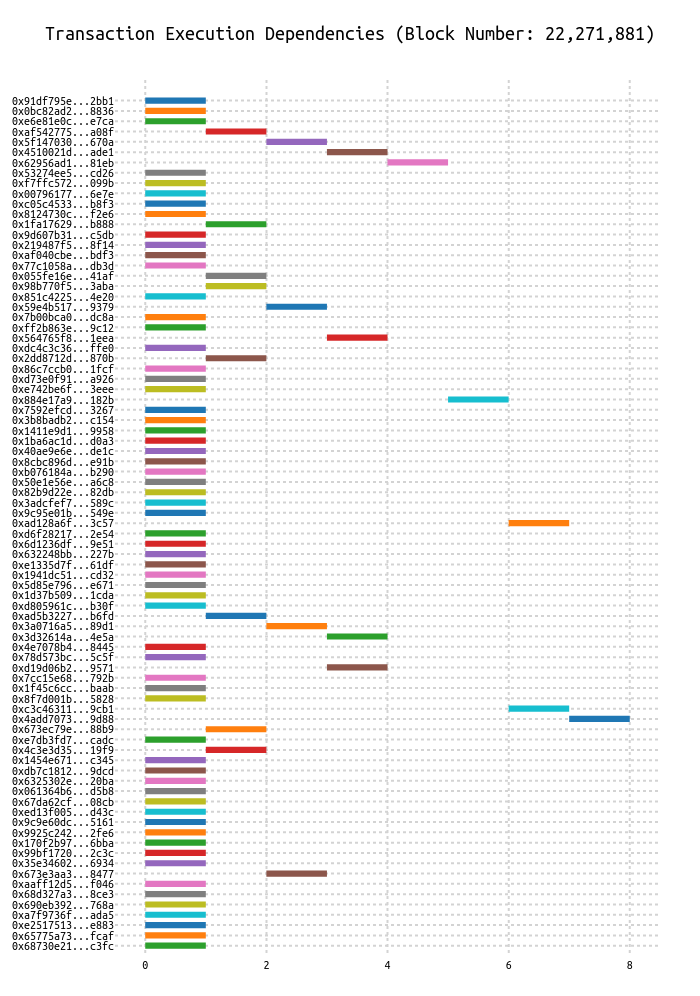 Transaction Execution Dependencies (Block Number: 22,271,881)
0x91df795e...2bb1
0x0bc82ad2...8836
0xe6e81e0c...e7ca
0xaf542775...a08f
0x5f147030...670a
0x4510021d...ade1
0x62956ad1...81eb
0x53274ee5...cd26
0xf7ffc572...099b
0x00796177...6e7e
0xc05c4533...b8f3
0x8124730c...f2e6
0x1fa17629...b888
0x9d607b31...c5db
0x219487f5...8f14
0xaf040cbe...bdf3
0x77c1058a...db3d
0x055fe16e...41af
0x98b770f5...3aba
0x851c4225...4e20
0x59e4b517...9379
0x7b00bca0...dc8a
0xff2b863e...9c12
0x564765f8...1eea
0xdc4c3c36...ffe0
0x2dd8712d...870b
0x86c7ccb0...1fcf
0xd73e0f91...a926
0xe742be6f...3eee
0x884e17a9...182b
0x7592efcd...3267
0x3b8badb2...c154
0x1411e9d1...9958
0x1ba6ac1d...d0a3
0x40ae9e6e...de1c
0x8cbc896d...e91b
0xb076184a...b290
0x50e1e56e...a6c8
0x82b9d22e...82db
0x3adcfef7...589c
0x9c95e01b...549e
0xad128a6f...3c57
0xd6f28217...2e54
0x6d1236df...9e51
0x632248bb...227b
0xe1335d7f...61df
0x1941dc51...cd32
0x5d85e796...e671
0x1d37b509...1cda
0xd805961c...b30f
0xad5b3227...b6fd
0x3a0716a5...89d1
0x3d32614a...4e5a
0x4e7078b4...8445
0x78d573bc...5c5f
0xd19d06b2...9571
0x7cc15e68...792b
0x1f45c6cc...baab
0x8f7d001b...5828
0xc3c46311...9cb1
0x4add7073...9d88
0x673ec79e...88b9
0xe7db3fd7...cadc
0x4c3e3d35...19f9
0x1454e671...c345
0xdb7c1812...9dcd
0x6325302e...20ba
0x061364b6...d5b8
0x67da62cf...08cb
0xed13f005...d43c
0x9c9e60dc...5161
0x9925c242...2fe6
0x170f2b97...6bba
0x99bf1720...2c3c
0x35e34602...6934
0x673e3aa3...8477
0xaaff12d5...f046
0x68d327a3...8ce3
0x690eb392...768a
0xa7f9736f...ada5
0xe2517513...e883
0x65775a73...fcaf
0x68730e21...c3fc
0 2 4 6 8